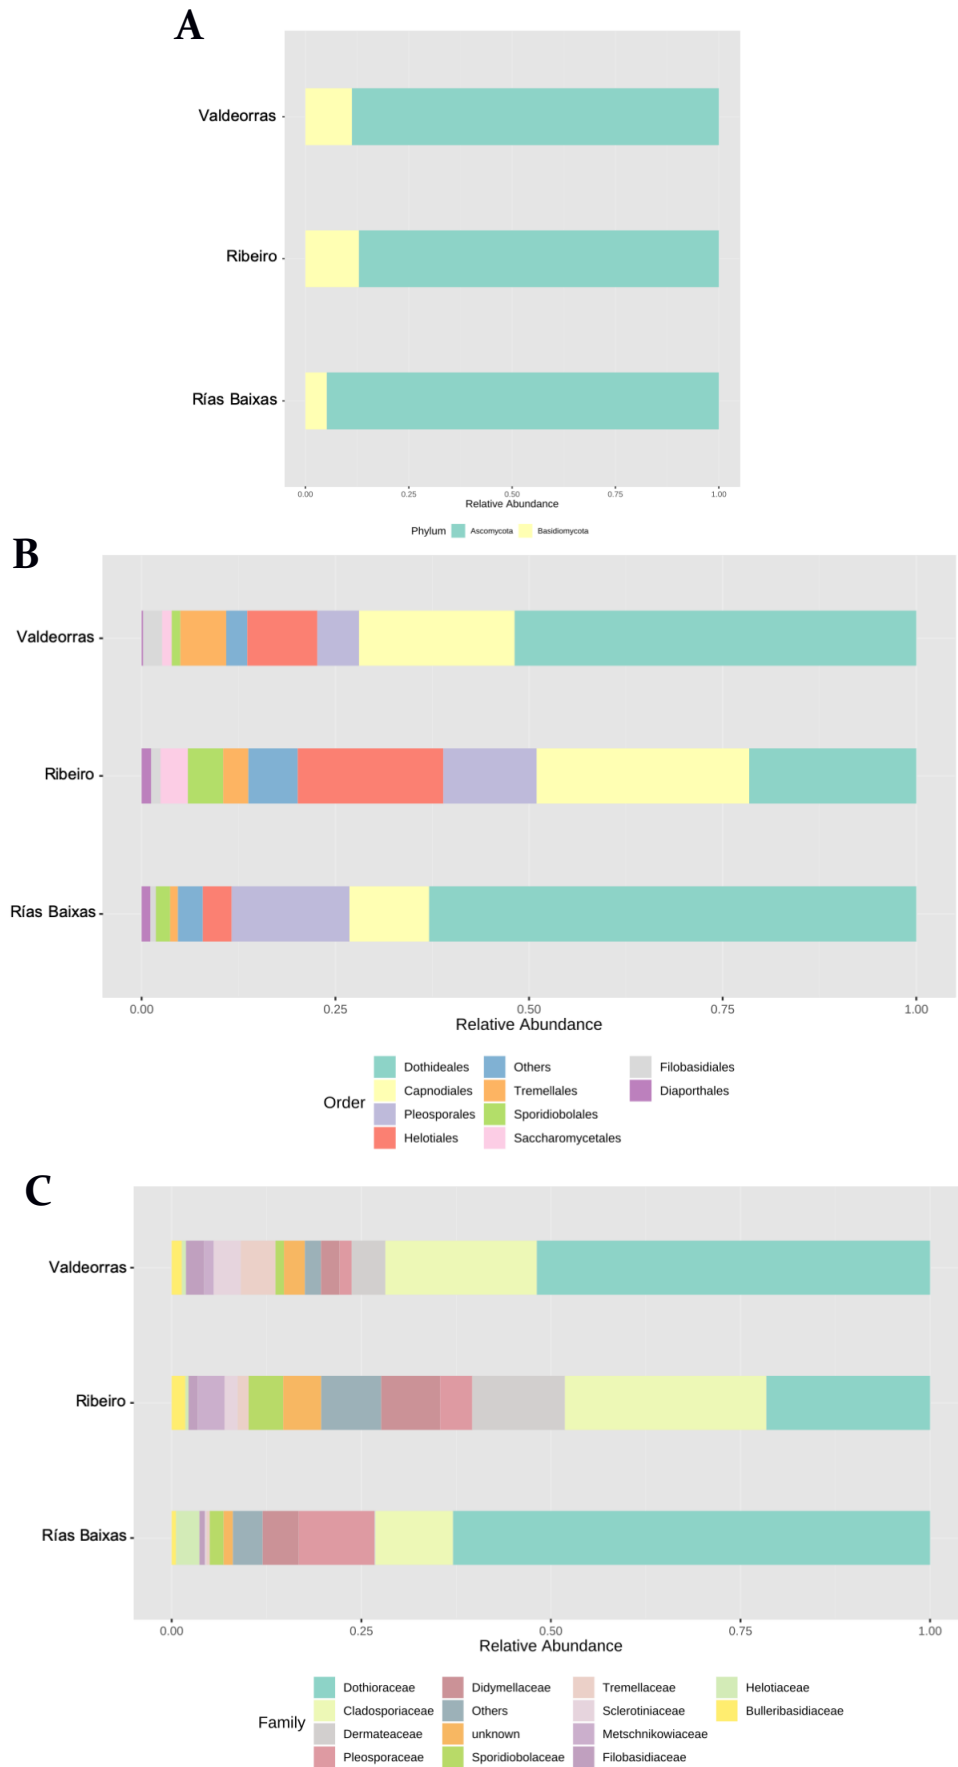 A
Valdeorras
Ribeiro
Rías Baixas
0.00 0.25 0.50 0.75 1.00
Relative Abundance
Phylum Ascomycota Basidiomycota
B
Valdeorras
Ribeiro
Rías Baixas
0.00 0.25 0.50 0.75 1.00
Relative Abundance
Dothideales Others Filobasidiales
Capnodiales Tremellales Diaporthales
Order
Pleosporales Sporidiobolales
Helotiales Saccharomycetales
C
Valdeorras
Ribeiro
Rías Baixas
0.00 0.25 0.50 0.75 1.00
Relative Abundance
Dothioraceae Didymellaceae Tremellaceae Helotiaceae
Cladosporiaceae Others Sclerotiniaceae Bulleribasidiaceae
Family
Dermateaceae unknown Metschnikowiaceae
Pleosporaceae Sporidiobolaceae Filobasidiaceae